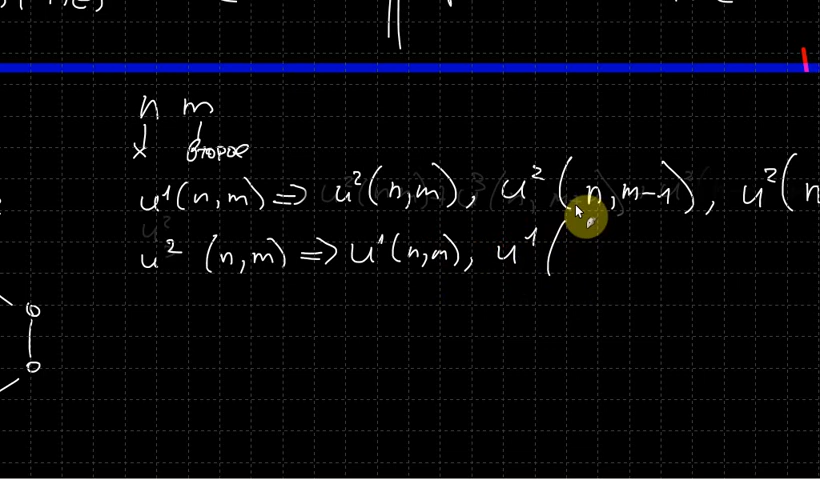 n m
x второе
u¹(n,m) => u²(n,m), u²(n,m-1), u²(n
u² (n,m) => u¹(n,m), u¹(